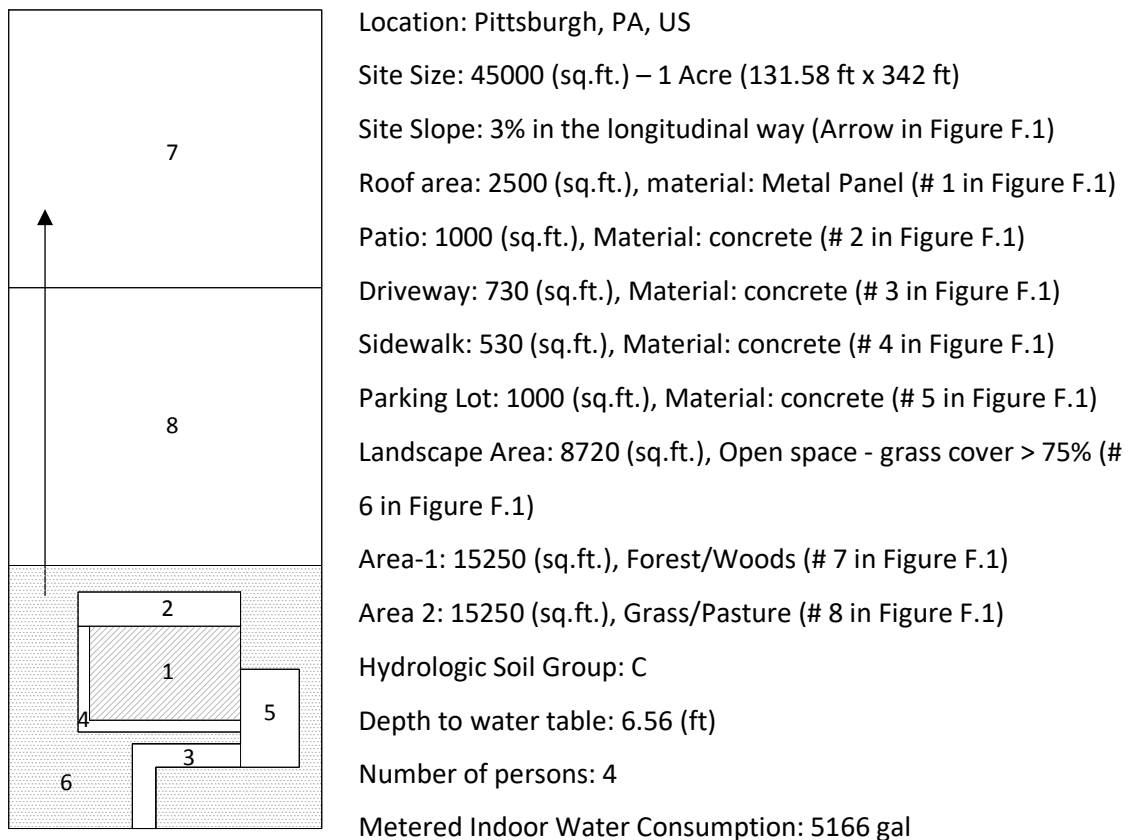 Location: Pittsburgh, PA, US
Site Size: 45000 (sq.ft.) – 1 Acre (131.58 ft x 342 ft)
Site Slope: 3% in the longitudinal way (Arrow in Figure F.1)
7
Roof area: 2500 (sq.ft.), material: Metal Panel (# 1 in Figure F.1)
Patio: 1000 (sq.ft.), Material: concrete (# 2 in Figure F.1)
Driveway: 730 (sq.ft.), Material: concrete (# 3 in Figure F.1)
Sidewalk: 530 (sq.ft.), Material: concrete (# 4 in Figure F.1)
Parking Lot: 1000 (sq.ft.), Material: concrete (# 5 in Figure F.1)
8
Landscape Area: 8720 (sq.ft.), Open space - grass cover > 75% (#
6 in Figure F.1)
Area-1: 15250 (sq.ft.), Forest/Woods (# 7 in Figure F.1)
2
Area 2: 15250 (sq.ft.), Grass/Pasture (# 8 in Figure F.1)
1
Hydrologic Soil Group: C
4
5
Depth to water table: 6.56 (ft)
3
6
Number of persons: 4
Metered Indoor Water Consumption: 5166 gal